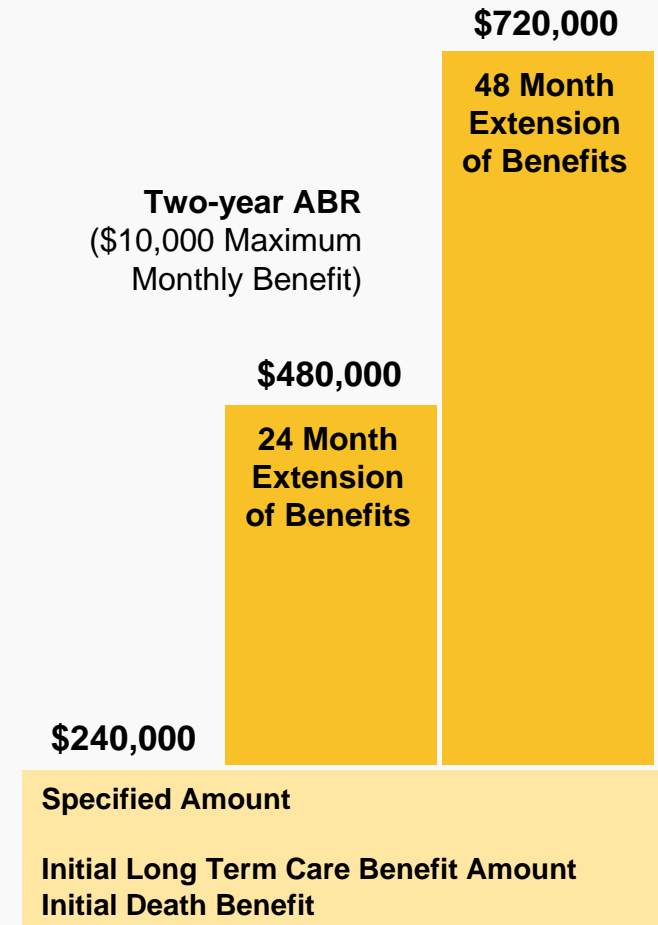 $720,000
48 Month
Extension
of Benefits
Two-year ABR
($10,000 Maximum
Monthly Benefit)
$480,000
24 Month
Extension
of Benefits
$240,000
Specified Amount
Initial Long Term Care Benefit Amount
Initial Death Benefit